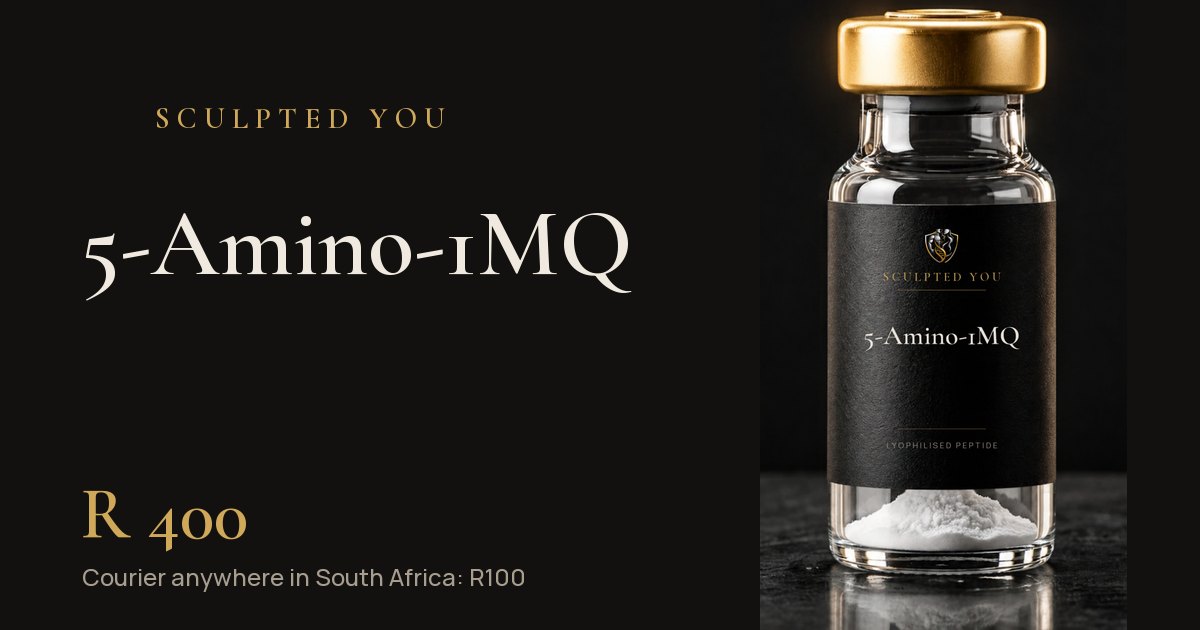 SCULPTED YOU
5-Amino-1MQ
R 400
Courier anywhere in South Africa: R100
SCULPTED YOU
5-Amino-1MQ
LYOPHILISED PEPTIDE